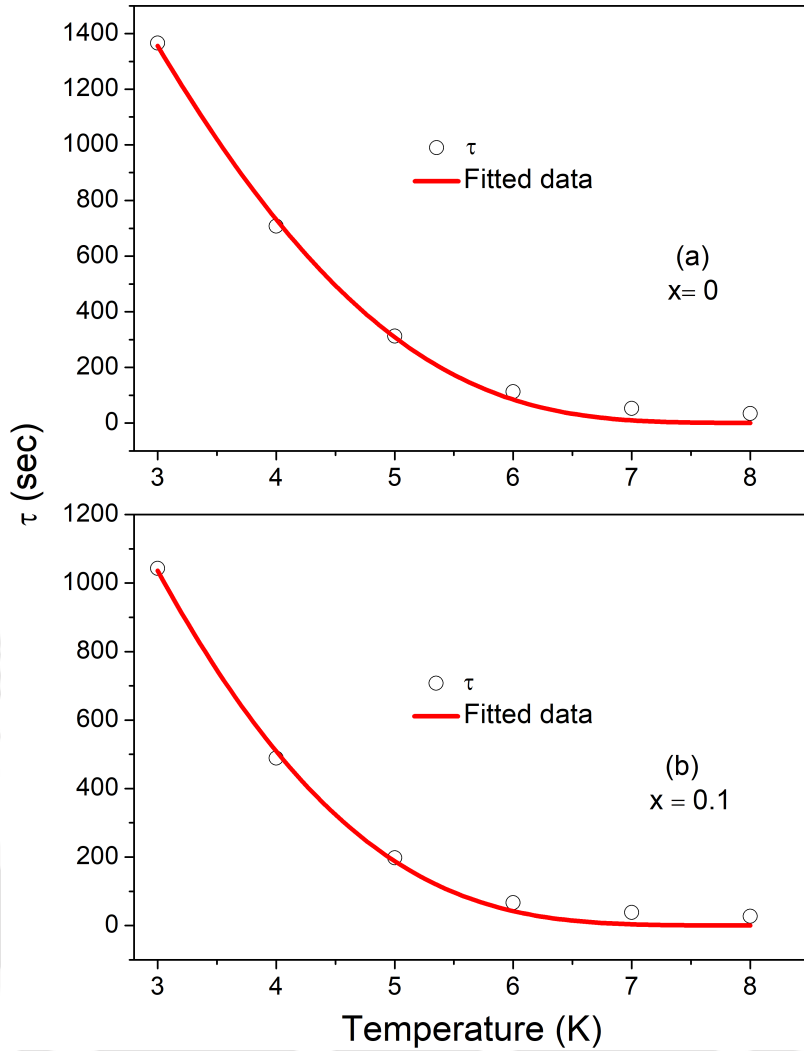 1400
1200
1000
800
600
400
200
0
τ
Fitted data
(a)
x= 0
3 4 5 6 7 8
τ (sec)
1200
1000
800
600
400
200
0
τ
Fitted data
(b)
x = 0.1
3 4 5 6 7 8
Temperature (K)